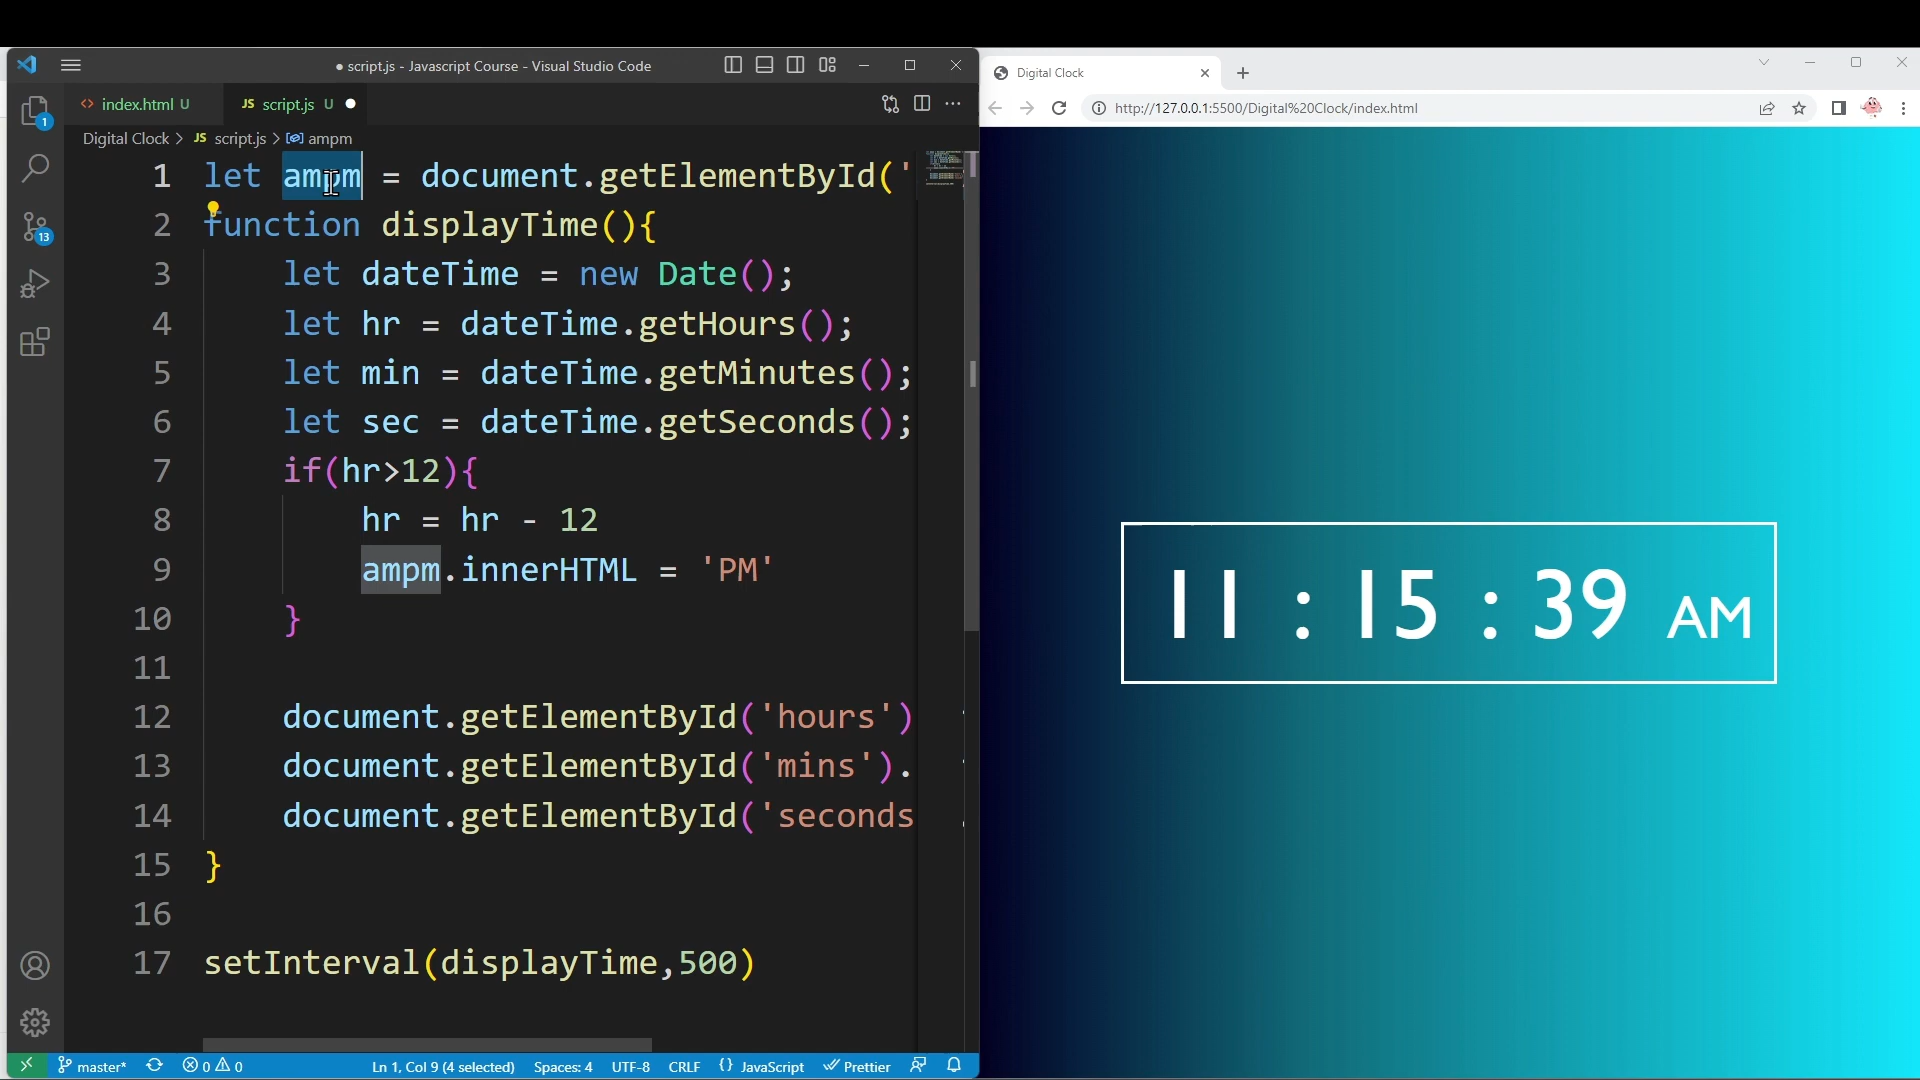 ● script.js - Javascript Course - Visual Studio Code
index.html U
JS script.js U ●
Digital Clock > JS script.js > ampm
1 let ampm = document.getElementById('
2 function displayTime(){
3 let dateTime = new Date();
4 let hr = dateTime.getHours();
5 let min = dateTime.getMinutes();
6 let sec = dateTime.getSeconds();
7 if(hr>12){
8 hr = hr - 12
9 ampm.innerHTML = 'PM'
10 }
11
12 document.getElementById('hours')
13 document.getElementById('mins').
14 document.getElementById('seconds
15 }
16
17 setInterval(displayTime,500)
1
13
master* 0 0 Ln 1, Col 9 (4 selected) Spaces: 4 UTF-8 CRLF {} JavaScript Prettier
Digital Clock
http://127.0.0.1:5500/Digital%20Clock/index.html
11 : 15 : 39 AM